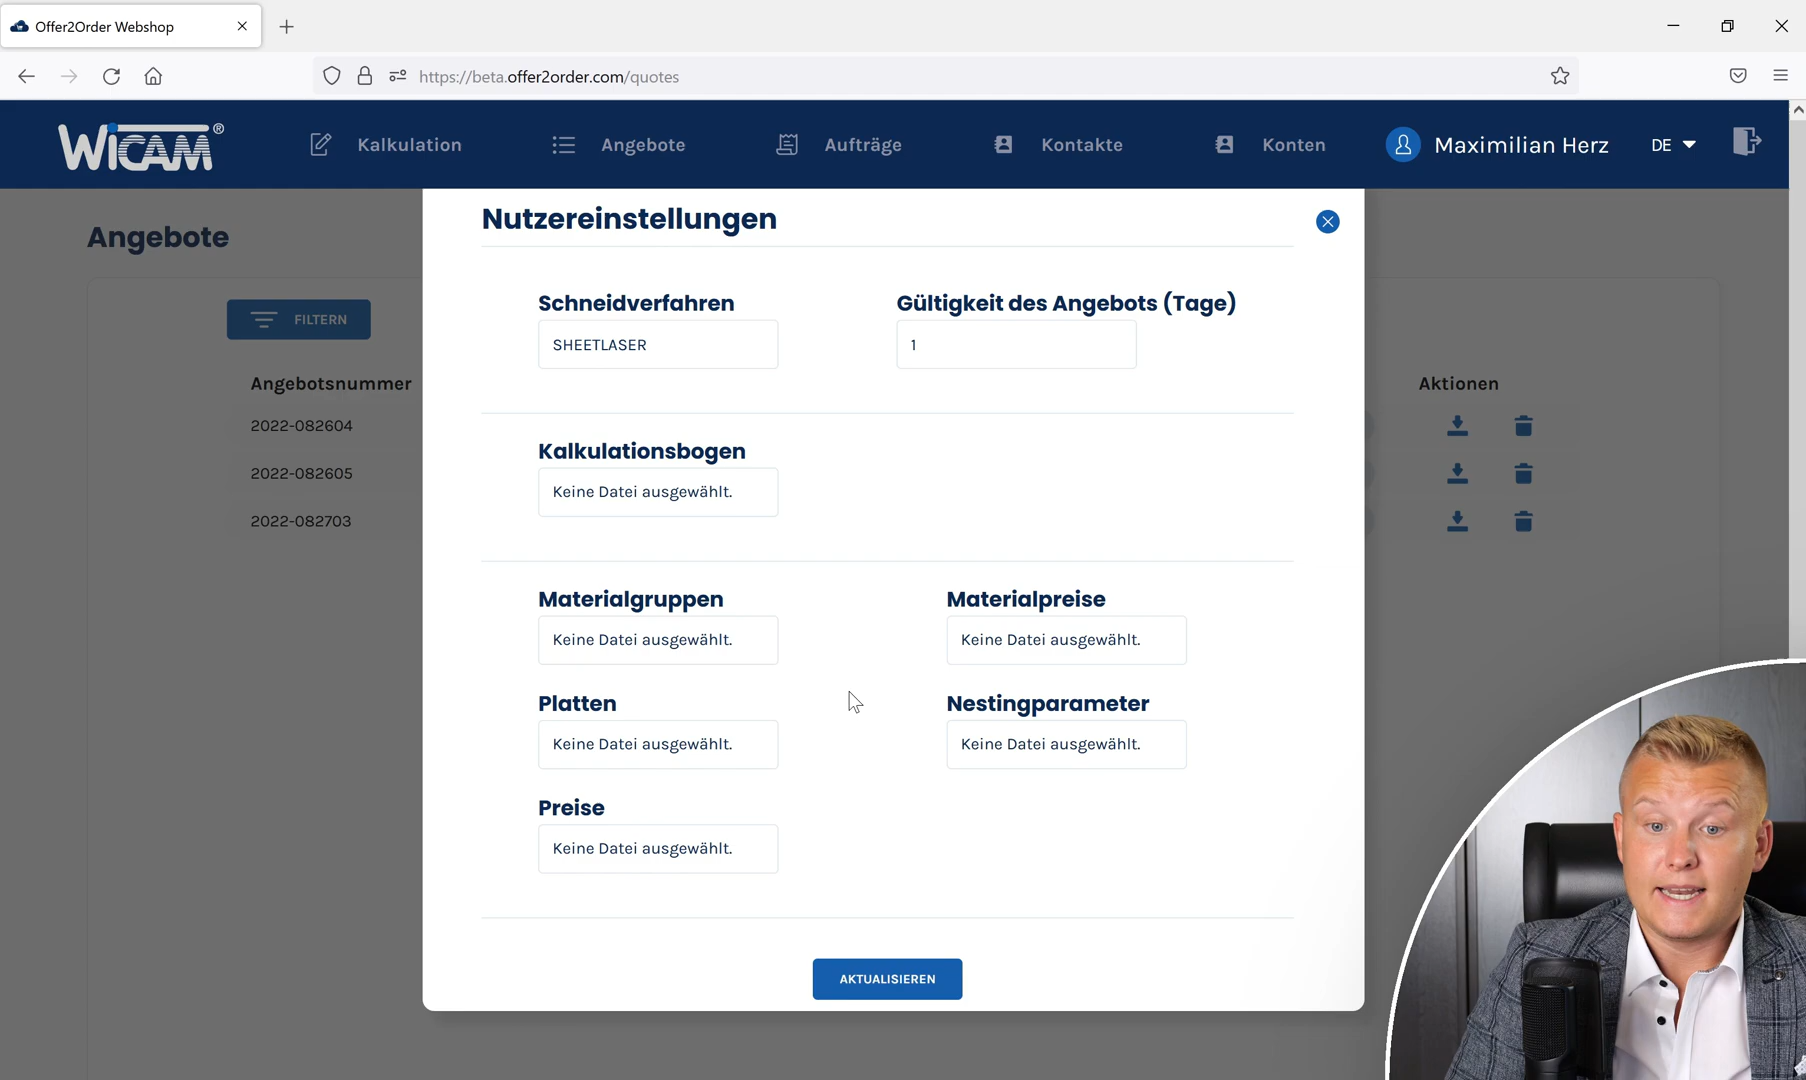 Offer2Order Webshop
https://beta.offer2order.com/quotes
WiCAM®
Kalkulation
Angebote
Aufträge
Kontakte
Konten
Maximilian Herz
DE
Angebote
Nutzereinstellungen
FILTERN
Schneidverfahren
Gültigkeit des Angebots (Tage)
SHEETLASER
1
Angebotsnummer
Aktionen
2022-082604
2022-082605
2022-082703
Kalkulationsbogen
Keine Datei ausgewählt.
Materialgruppen
Materialpreise
Keine Datei ausgewählt.
Keine Datei ausgewählt.
Platten
Nestingparameter
Keine Datei ausgewählt.
Keine Datei ausgewählt.
Preise
Keine Datei ausgewählt.
AKTUALISIEREN